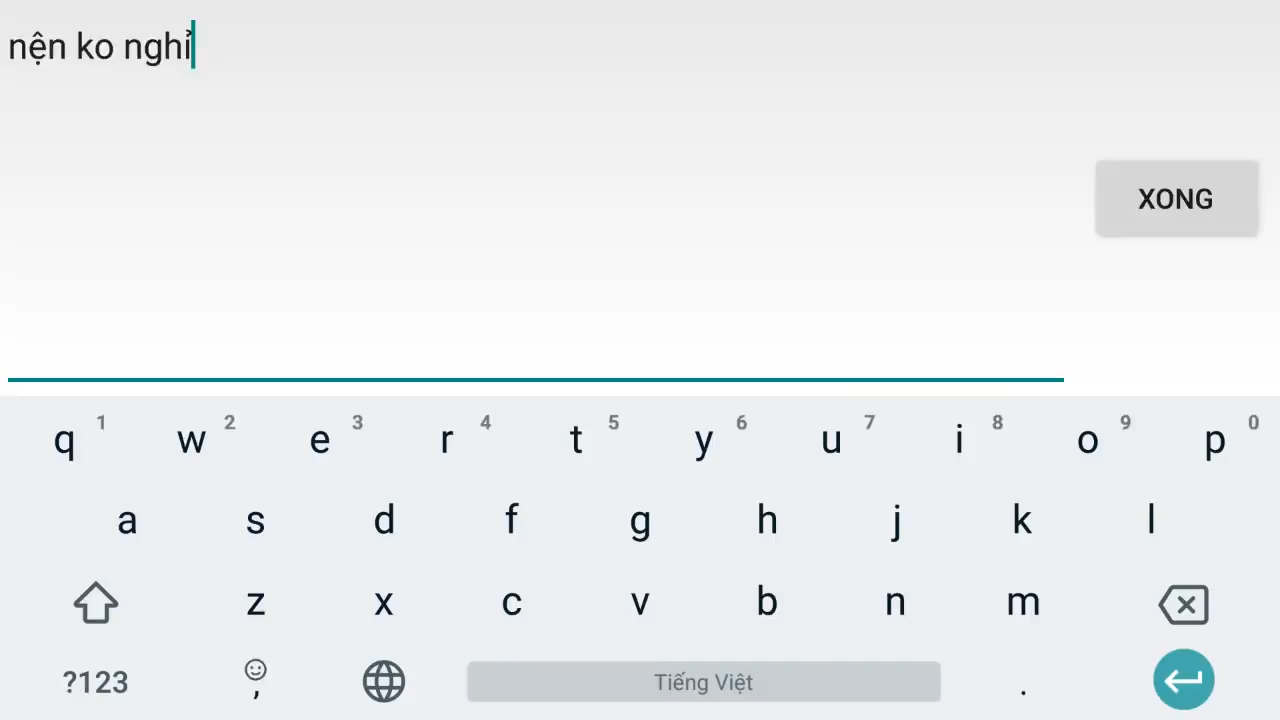 nện ko nghỉ
XONG
q 1 w 2 e 3 r 4 t 5 y 6 u 7 i 8 o 9 p 0
a s d f g h j k l
z x c v b n m
?123 , Tiếng Việt .